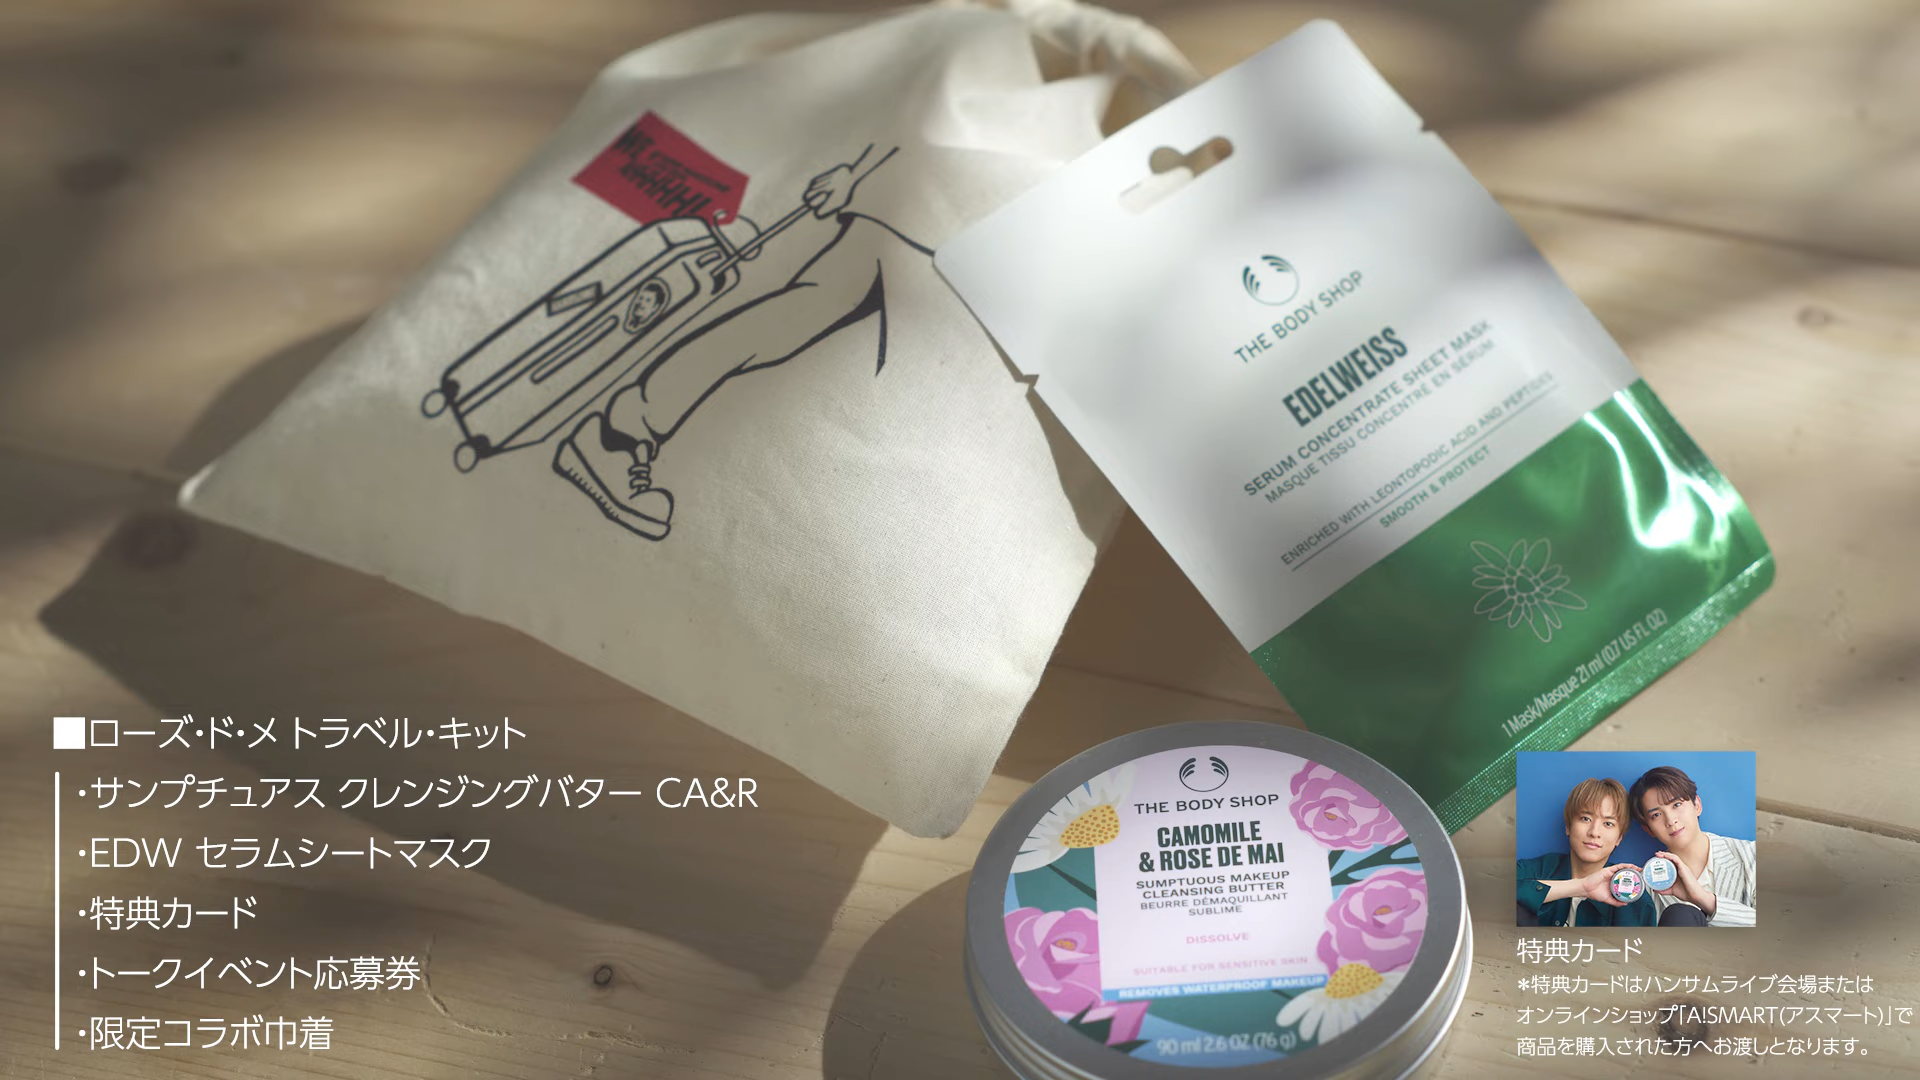 WE
AHHHH!
THE BODY SHOP
EDELWEISS
SERUM CONCENTRATE SHEET MASK
MASQUE TISSU CONCENTRÉ EN SÉRUM
ENRICHED WITH LEONTOPODIC ACID AND PEPTIDES
SMOOTH & PROTECT
1 Mask/Masque 21 ml (0.7 US FL OZ)
THE BODY SHOP
CAMOMILE
& ROSE DE MAI
SUMPTUOUS MAKEUP
CLEANSING BUTTER
BEURRE DÉMAQUILLANT
SUBLIME
DISSOLVE
SUITABLE FOR SENSITIVE SKIN
REMOVES WATERPROOF MAKEUP
90 ml 2.6 OZ (76 g)
■ローズ・ド・メ トラベル・キット
・サンプチュアス クレンジングバター CA&R
・EDW セラムシートマスク
・特典カード
・トークイベント応募券
・限定コラボ巾着
特典カード
*特典カードはハンサムライブ会場または
オンラインショップ「A!SMART(アスマート)」で
商品を購入された方へお渡しとなります。